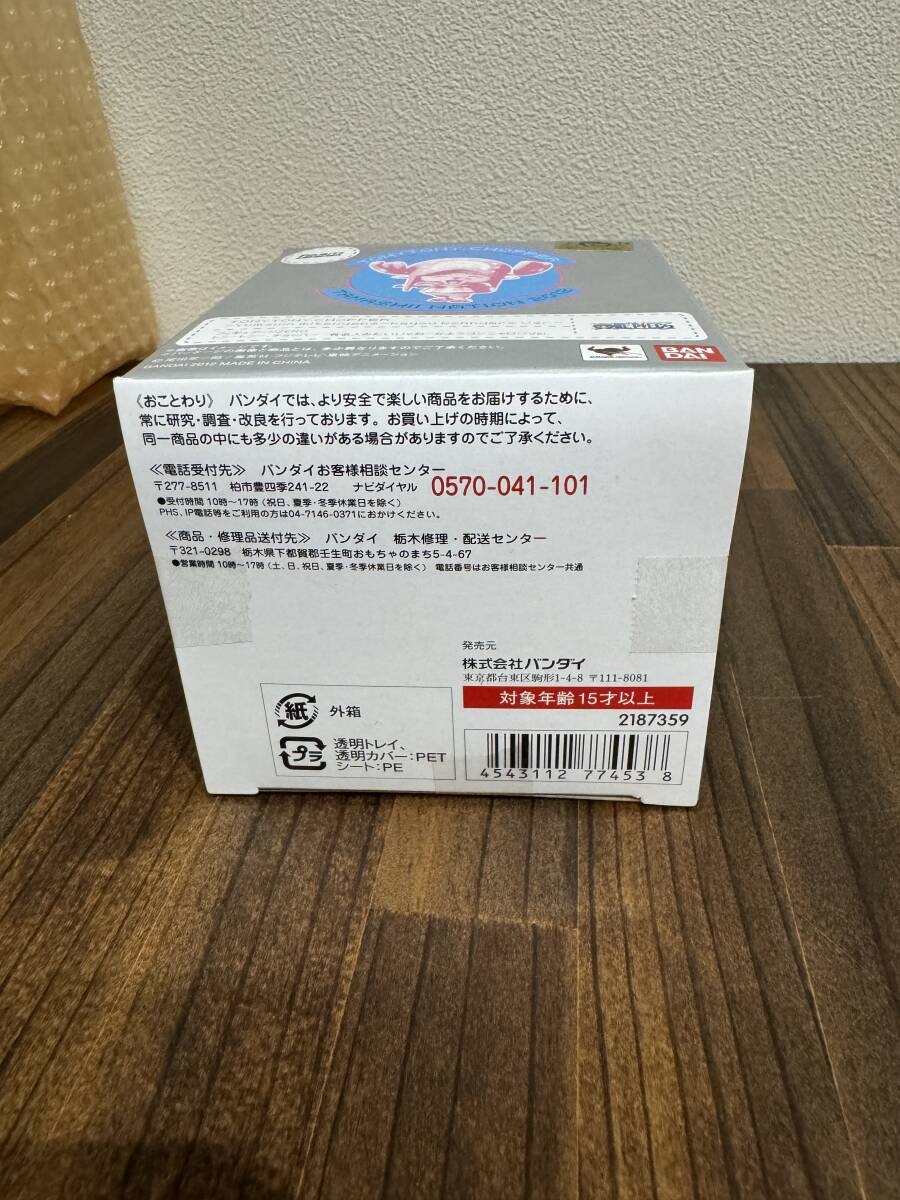 TONYTONY.CHOPPER
TAMASHII NATION 2012
TONYTONY.CHOPPER
BANDAI 2012 MADE IN CHINA
BAN
DAI
《おことわり》 バンダイでは、より安全で楽しい商品をお届けするために、
常に研究・調査・改良を行っております。お買い上げの時期によって、
同一商品の中にも多少の違いがある場合がありますのでご了承ください。
≪電話受付先≫ バンダイお客様相談センター
〒277-8511 柏市豊四季241-22 ナビダイヤル 0570-041-101
●受付時間 10時～17時（祝日、夏季・冬季休業日を除く）
PHS、IP電話等をご利用の方は04-7146-0371におかけください。
≪商品・修理品送付先≫ バンダイ 栃木修理・配送センター
〒321-0298 栃木県下都賀郡壬生町おもちゃのまち5-4-67
●営業時間 10時～17時（土、日、祝日、夏季・冬季休業日を除く） 電話番号はお客様相談センター共通
発売元
株式会社バンダイ
東京都台東区駒形1-4-8 〒111-8081
対象年齢15才以上
2187359
紙 外箱
プラ 透明トレイ、
透明カバー：PET
シート：PE
4543112 774538